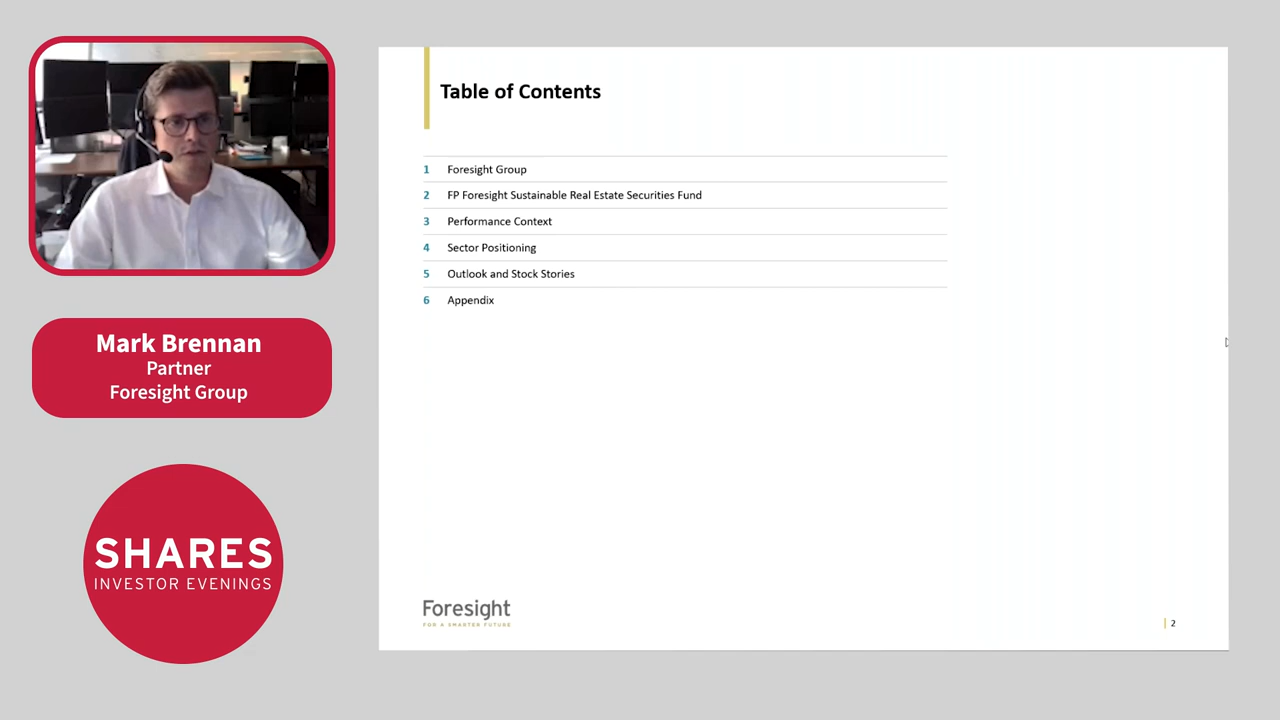 Mark Brennan
Partner
Foresight Group
SHARES
INVESTOR EVENINGS
Table of Contents
1 Foresight Group
2 FP Foresight Sustainable Real Estate Securities Fund
3 Performance Context
4 Sector Positioning
5 Outlook and Stock Stories
6 Appendix
Foresight
FOR A SMARTER FUTURE
2